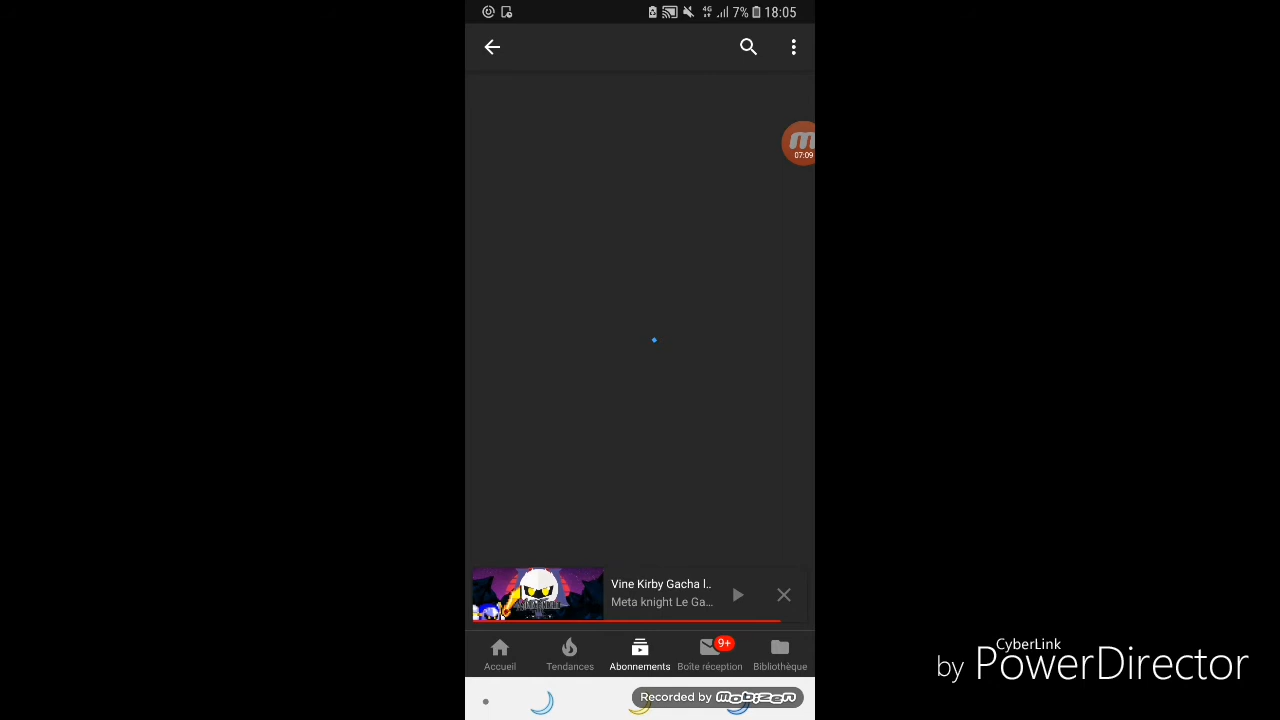 4G 7% 18:05
07:09
Vine Kirby Gacha l..
Meta knight Le Ga...
9+
Accueil Tendances Abonnements Boîte réception Bibliothèque
Recorded by mobizen
CyberLink
by PowerDirector